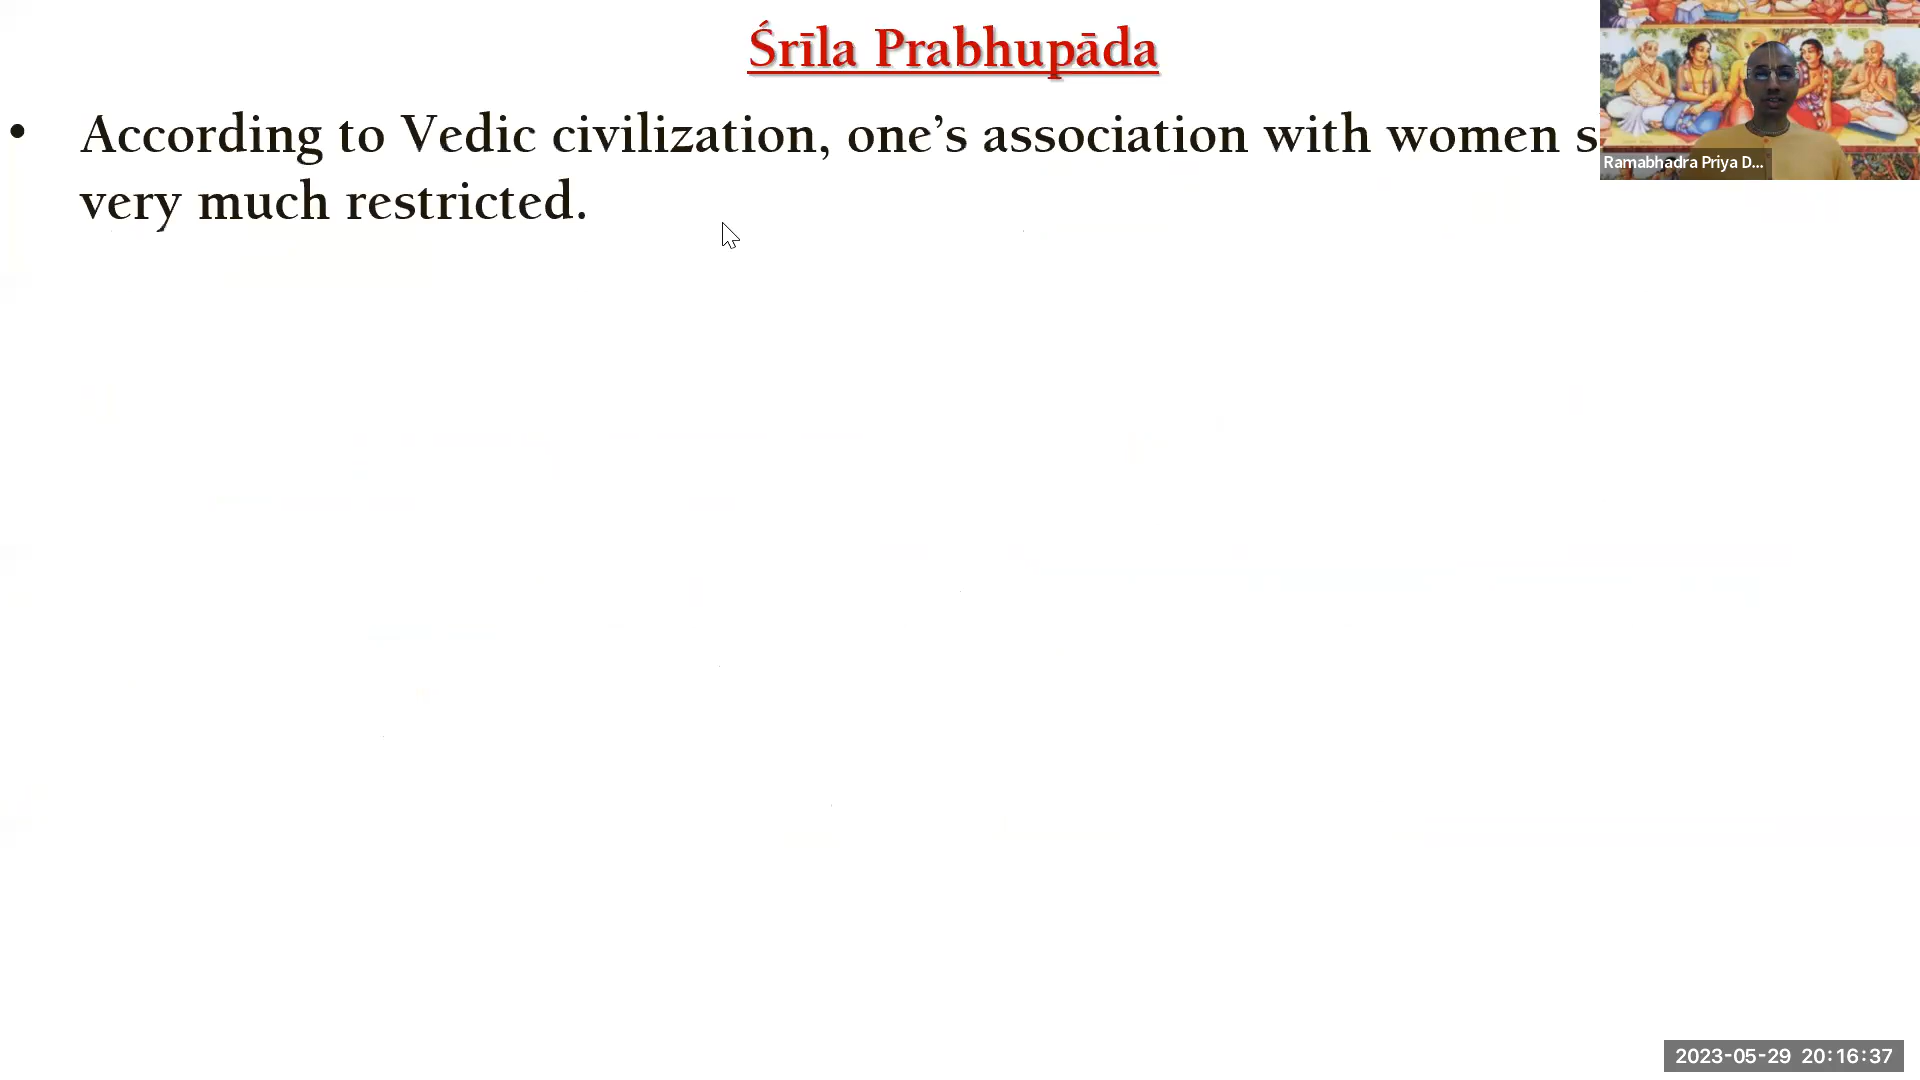 Śrīla Prabhupāda
• According to Vedic civilization, one’s association with women s
very much restricted.
Ramabhadra Priya D...
2023-05-29 20:16:37